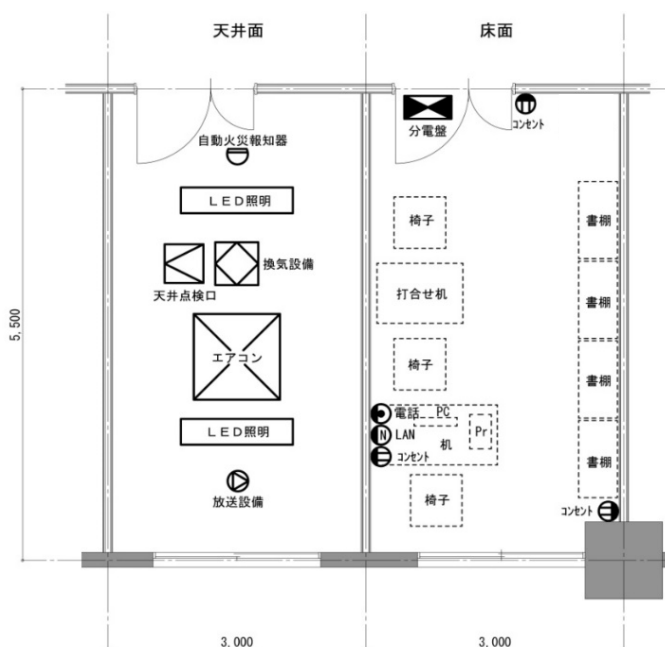 天井面
床面
分電盤
コンセント
自動火災報知器
LED照明
椅子
書棚
換気設備
天井点検口
打合せ机
書棚
5,500
エアコン
椅子
書棚
電話
PC
LED照明
N
LAN
Pr
机
コンセント
書棚
放送設備
椅子
コンセント
3.000
3.000